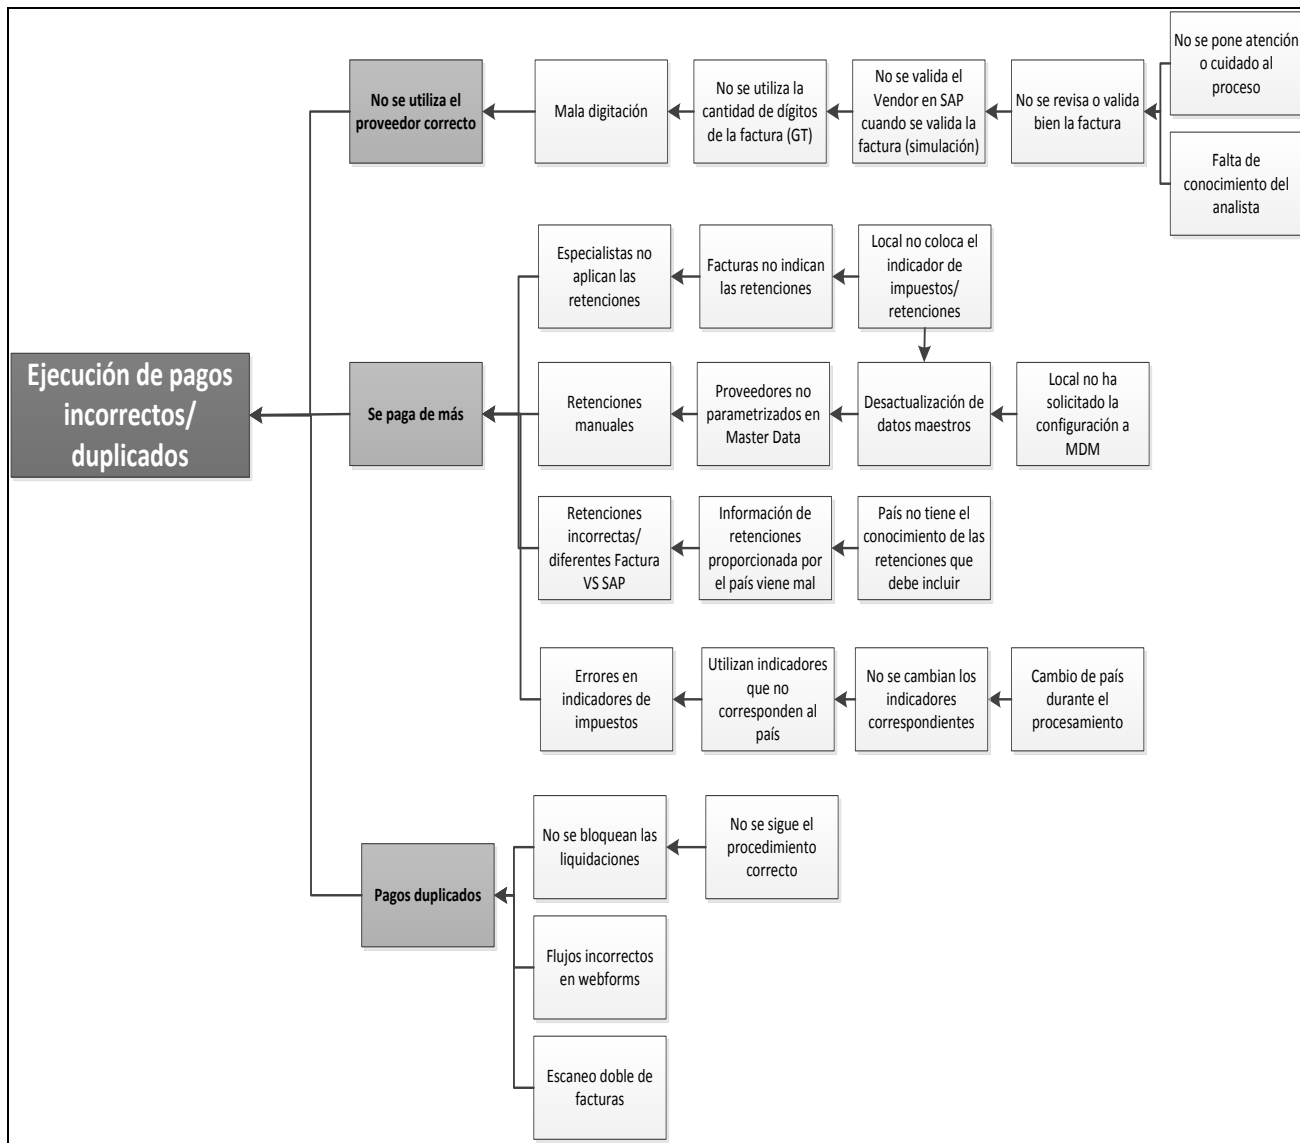 No se pone atención
o cuidado al
proceso
No se utiliza el
proveedor correcto
Mala digitación
No se utiliza la
cantidad de dígitos
de la factura (GT)
No se valida el
Vendor en SAP
cuando se valida la
factura (simulación)
No se revisa o valida
bien la factura
Falta de
conocimiento del
analista
Especialistas no
aplican las
retenciones
Facturas no indican
las retenciones
Local no coloca el
indicador de
impuestos/
retenciones
Ejecución de pagos
incorrectos/
duplicados
Se paga de más
Retenciones
manuales
Proveedores no
parametrizados en
Master Data
Desactualización de
datos maestros
Local no ha
solicitado la
configuración a
MDM
Retenciones
incorrectas/
diferentes Factura
VS SAP
Información de
retenciones
proporcionada por
el país viene mal
País no tiene el
conocimiento de las
retenciones que
debe incluir
Errores en
indicadores de
impuestos
Utilizan indicadores
que no
corresponden al
país
No se cambian los
indicadores
correspondientes
Cambio de país
durante el
procesamiento
Pagos duplicados
No se bloquean las
liquidaciones
No se sigue el
procedimiento
correcto
Flujos incorrectos
en webforms
Escaneo doble de
facturas